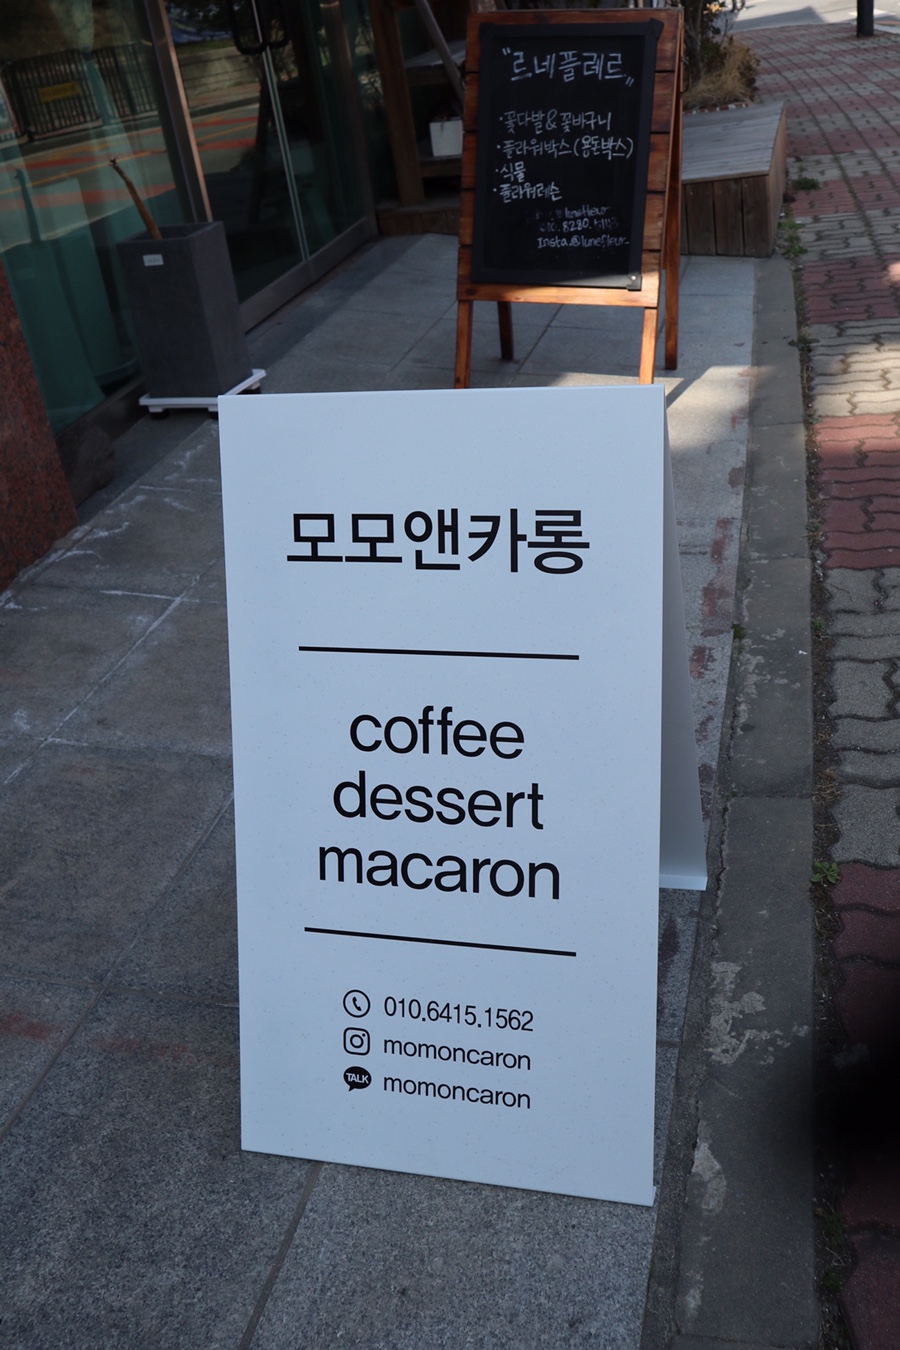 "르네플레르"
·꽃다발 & 꽃바구니
·플라워박스 (용돈박스)
·식물
·플라워레슨
Insta.@lunefleur_
모모앤카롱
coffee
dessert
macaron
010.6415.1562
momoncaron
TALK momoncaron